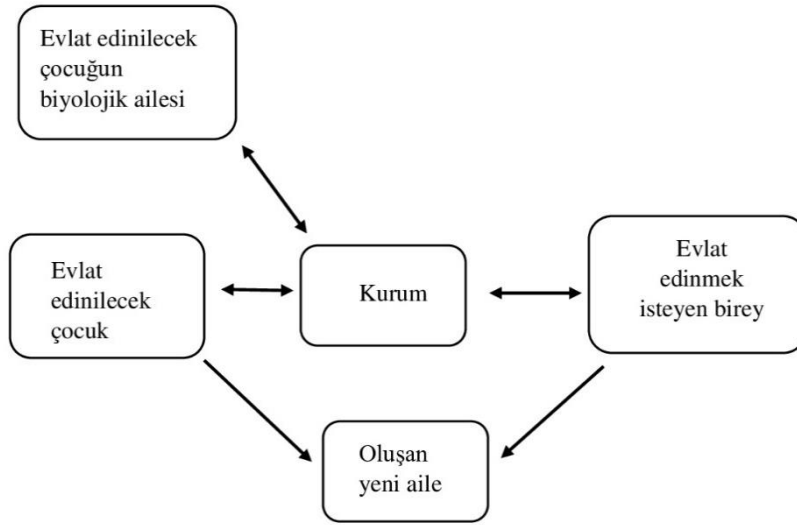 Evlat edinilecek
çocuğun
biyolojik ailesi
Evlat
edinilecek
çocuk
Kurum
Evlat
edinmek
isteyen birey
Oluşan
yeni aile